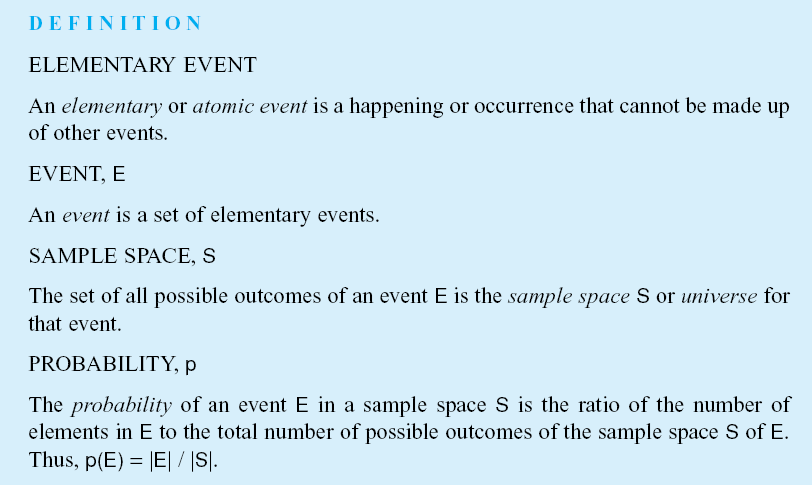 DEFINITION
ELEMENTARY EVENT
An elementary or atomic event is a happening or occurrence that cannot be made up
of other events.
EVENT, E
An event is a set of elementary events.
SAMPLE SPACE, S
The set of all possible outcomes of an event E is the sample space S or universe for
that event.
PROBABILITY, p
The probability of an event E in a sample space S is the ratio of the number of
elements in E to the total number of possible outcomes of the sample space S of E.
Thus, p(E) = |E| / |S|.